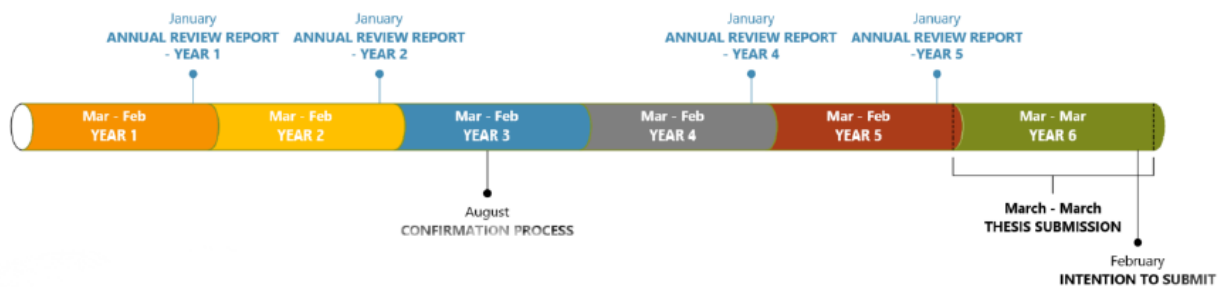 January
ANNUAL REVIEW REPORT
- YEAR 1
January
ANNUAL REVIEW REPORT
- YEAR 2
January
ANNUAL REVIEW REPORT
- YEAR 4
January
ANNUAL REVIEW REPORT
-YEAR 5
Mar - Feb
YEAR 1
Mar - Feb
YEAR 2
Mar - Feb
YEAR 3
Mar - Feb
YEAR 4
Mar - Feb
YEAR 5
Mar - Mar
YEAR 6
August
CONFIRMATION PROCESS
March - March
THESIS SUBMISSION
February
INTENTION TO SUBMIT